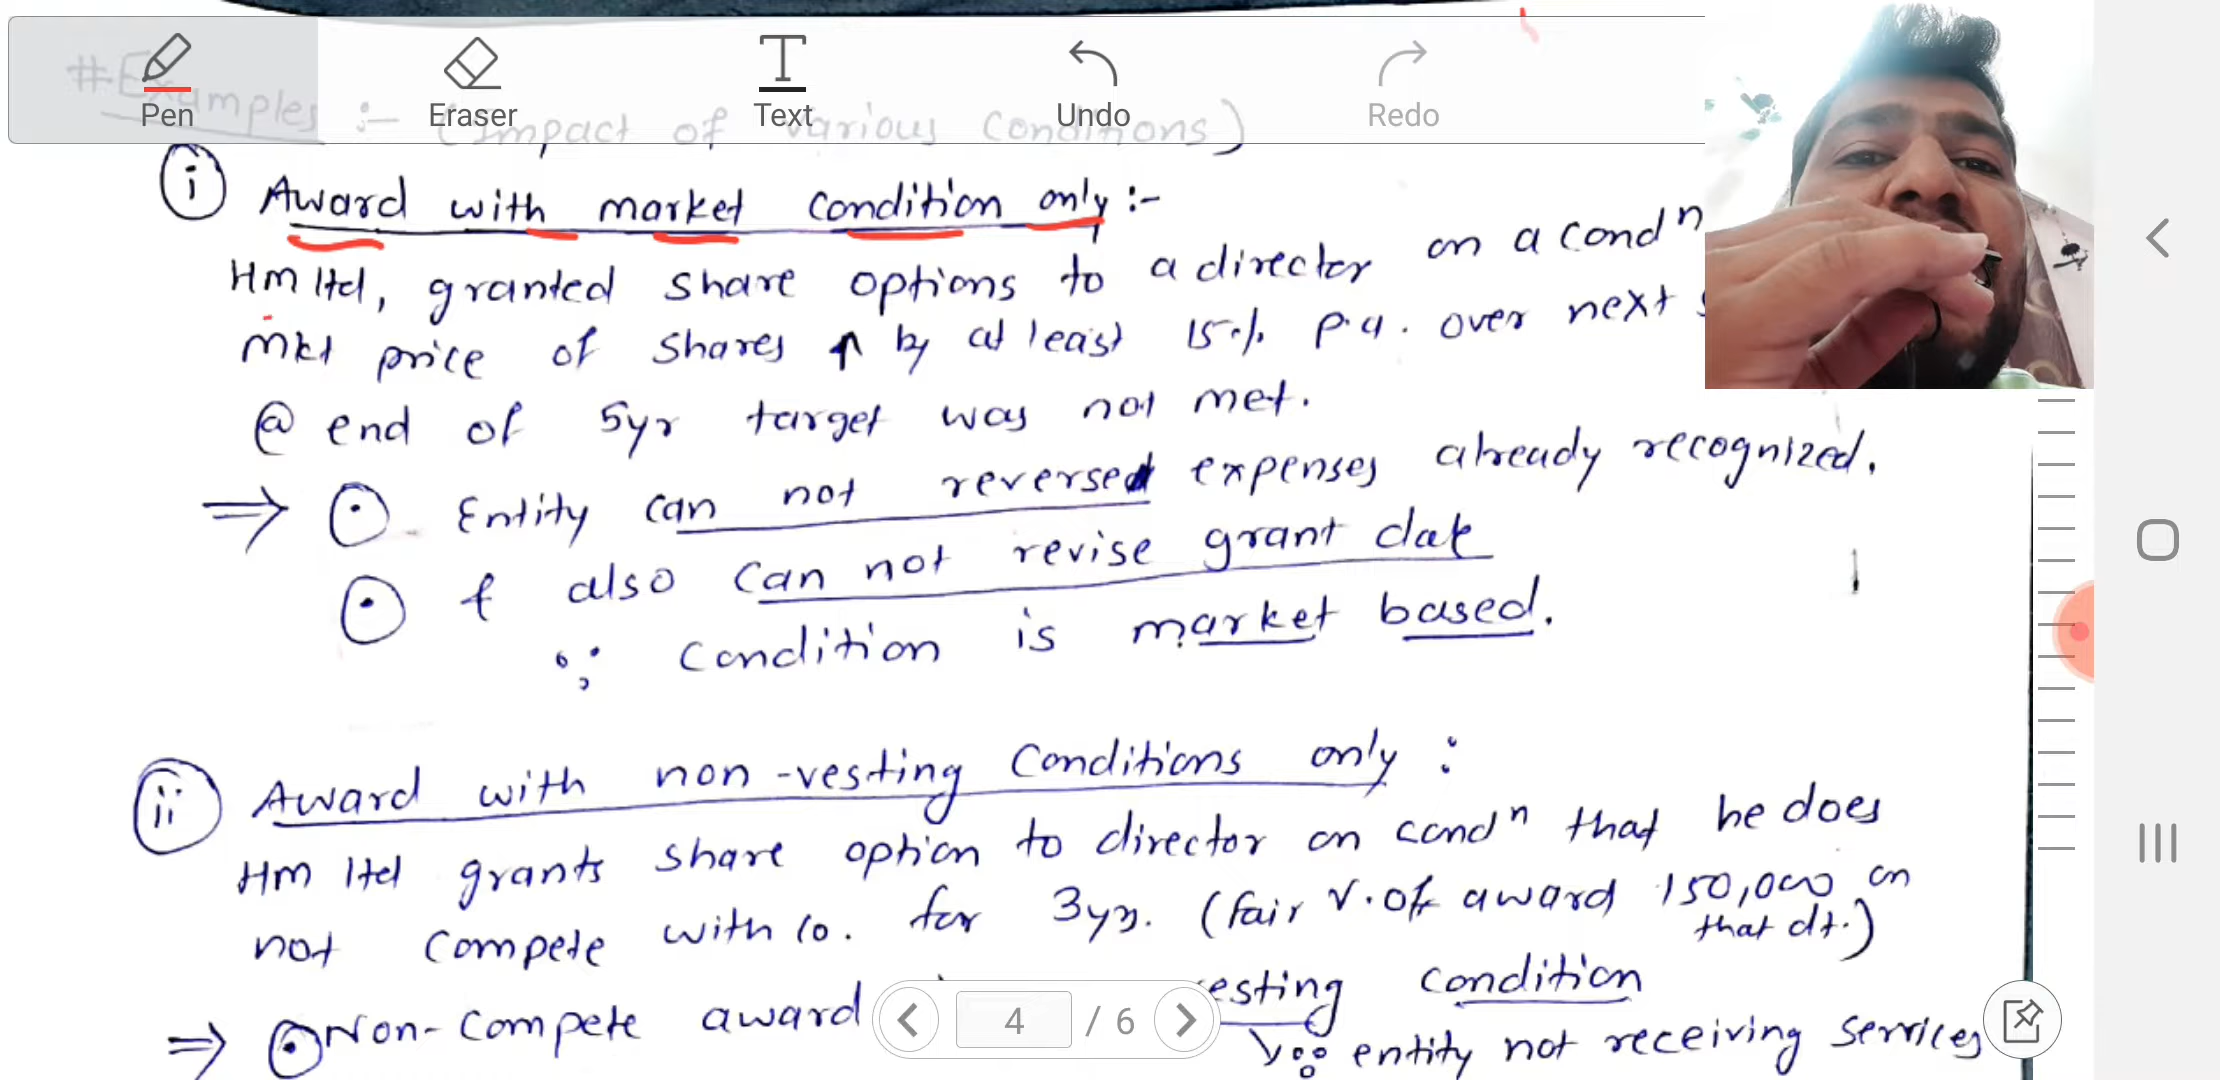 Pen
Eraser
Text
Undo
Redo
#Examples :- (Impact of various Conditions)
(i) Award with market condition only :-
Hm ltd, granted share options to a director on a condⁿ
mkt price of shares ↑ by at least 15% p.a. over next
@ end of 5yr target was not met.
⇒ ⊙ Entity can not reversed expenses already recognized.
⊙ & also can not revise grant date
∵ condition is market based.
(ii) Award with non-vesting Conditions only :
Hm ltd grants share option to director on condⁿ that he does
not compete with co. for 3yr. (fair v. of award 150,000 on
that dt.)
⇒ ⊙ Non-compete award esting condition
∵ entity not receiving services
4 / 6